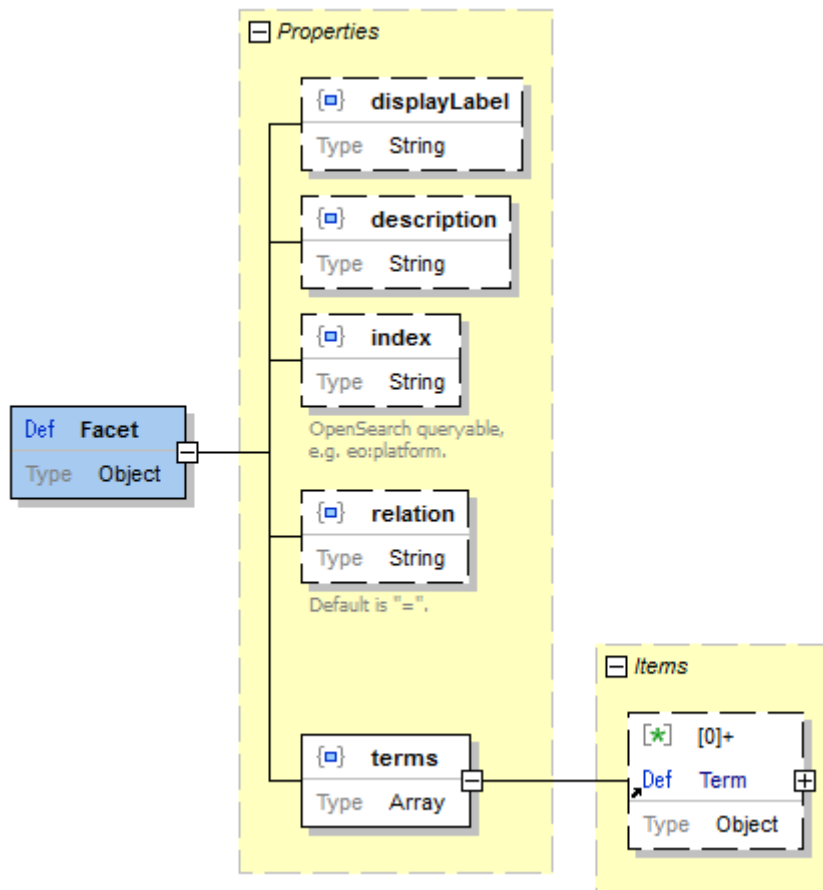 Properties
{} displayLabel
Type String
{} description
Type String
{} index
Type String
OpenSearch queryable,
e.g. eo:platform.
Def Facet
Type Object
{} relation
Type String
Default is "=".
Items
{} terms
Type Array
[*] [0]+
Def Term
Type Object